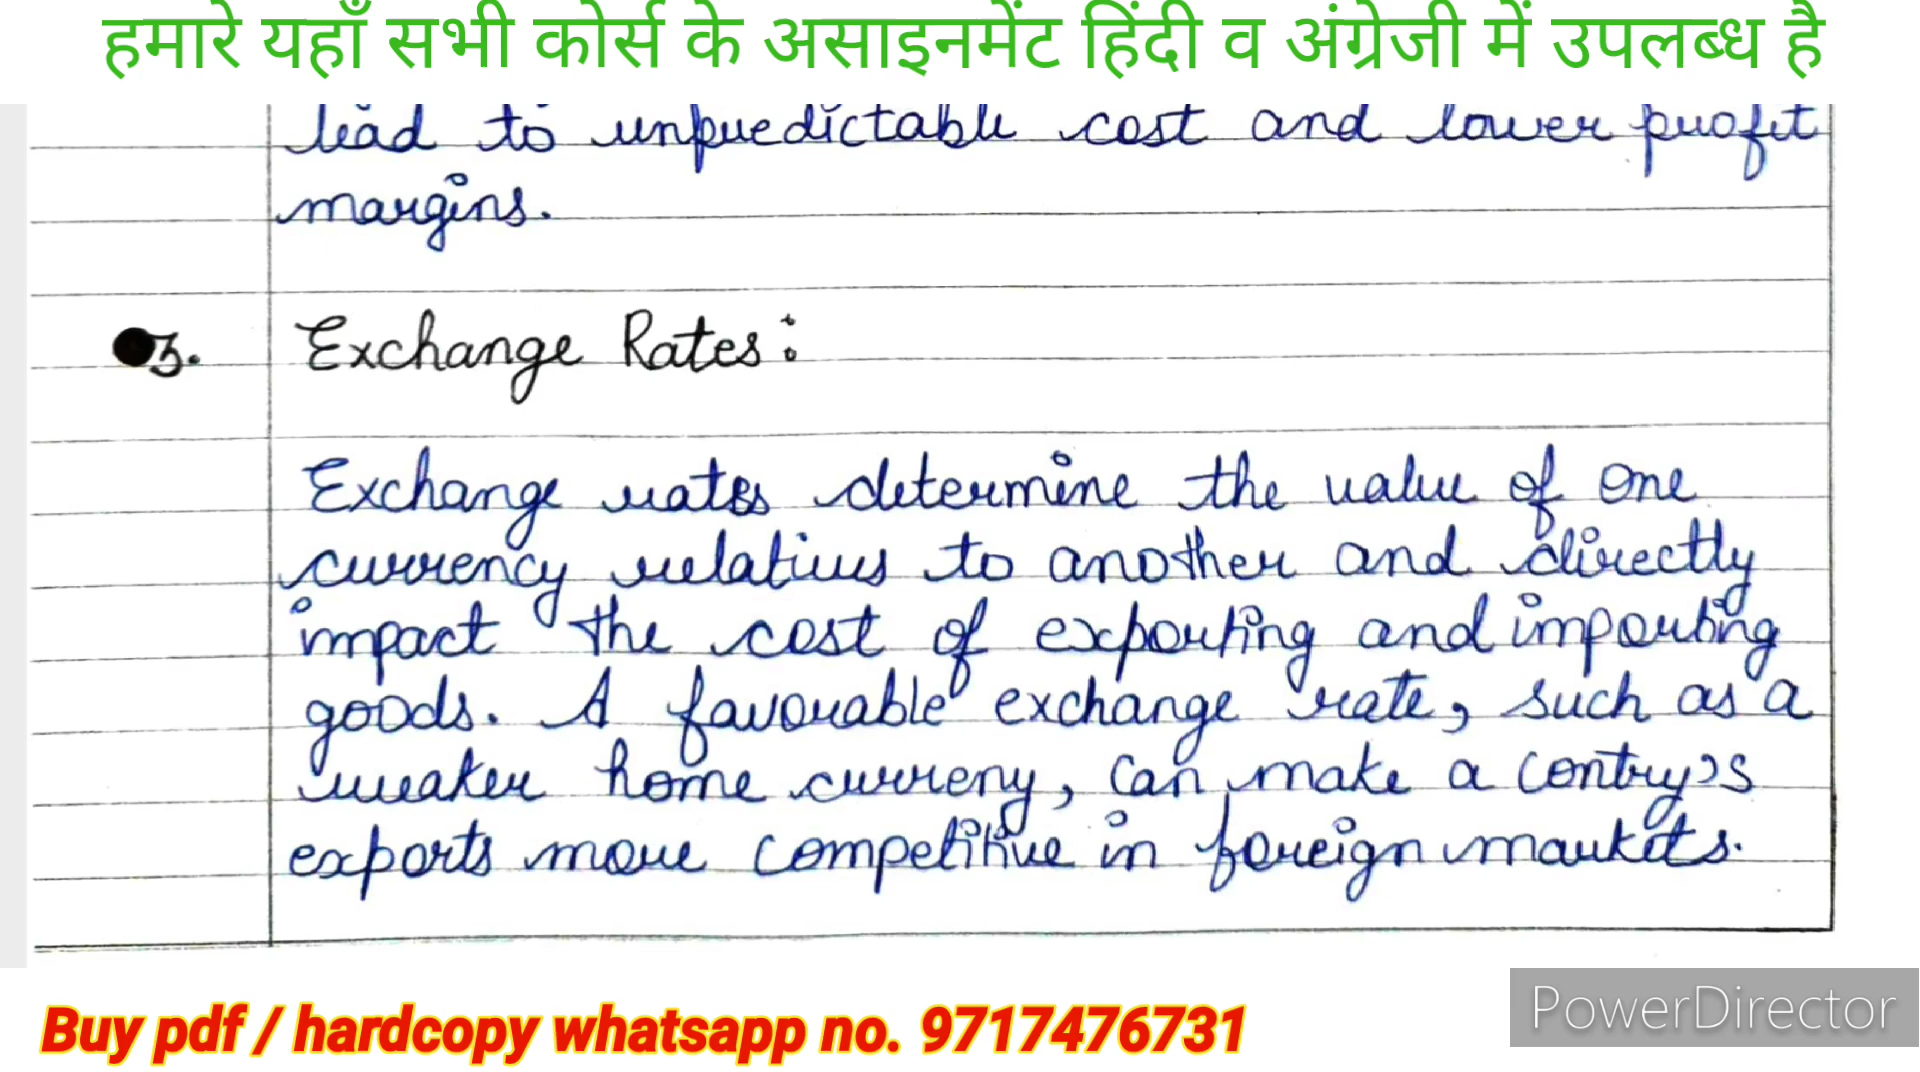 हमारे यहाँ सभी कोर्स के असाइनमेंट हिंदी व अंग्रेजी में उपलब्ध है
lead to unpredictable cost and lower profit
margins.
3. Exchange Rates:
Exchange rates determine the value of one
currency relatives to another and directly
impact the cost of exporting and importing
goods. A favourable exchange rate, such as a
weaker home curreny, can make a contry's
exports more competitive in foreign markets.
Buy pdf / hardcopy whatsapp no. 9717476731
PowerDirector